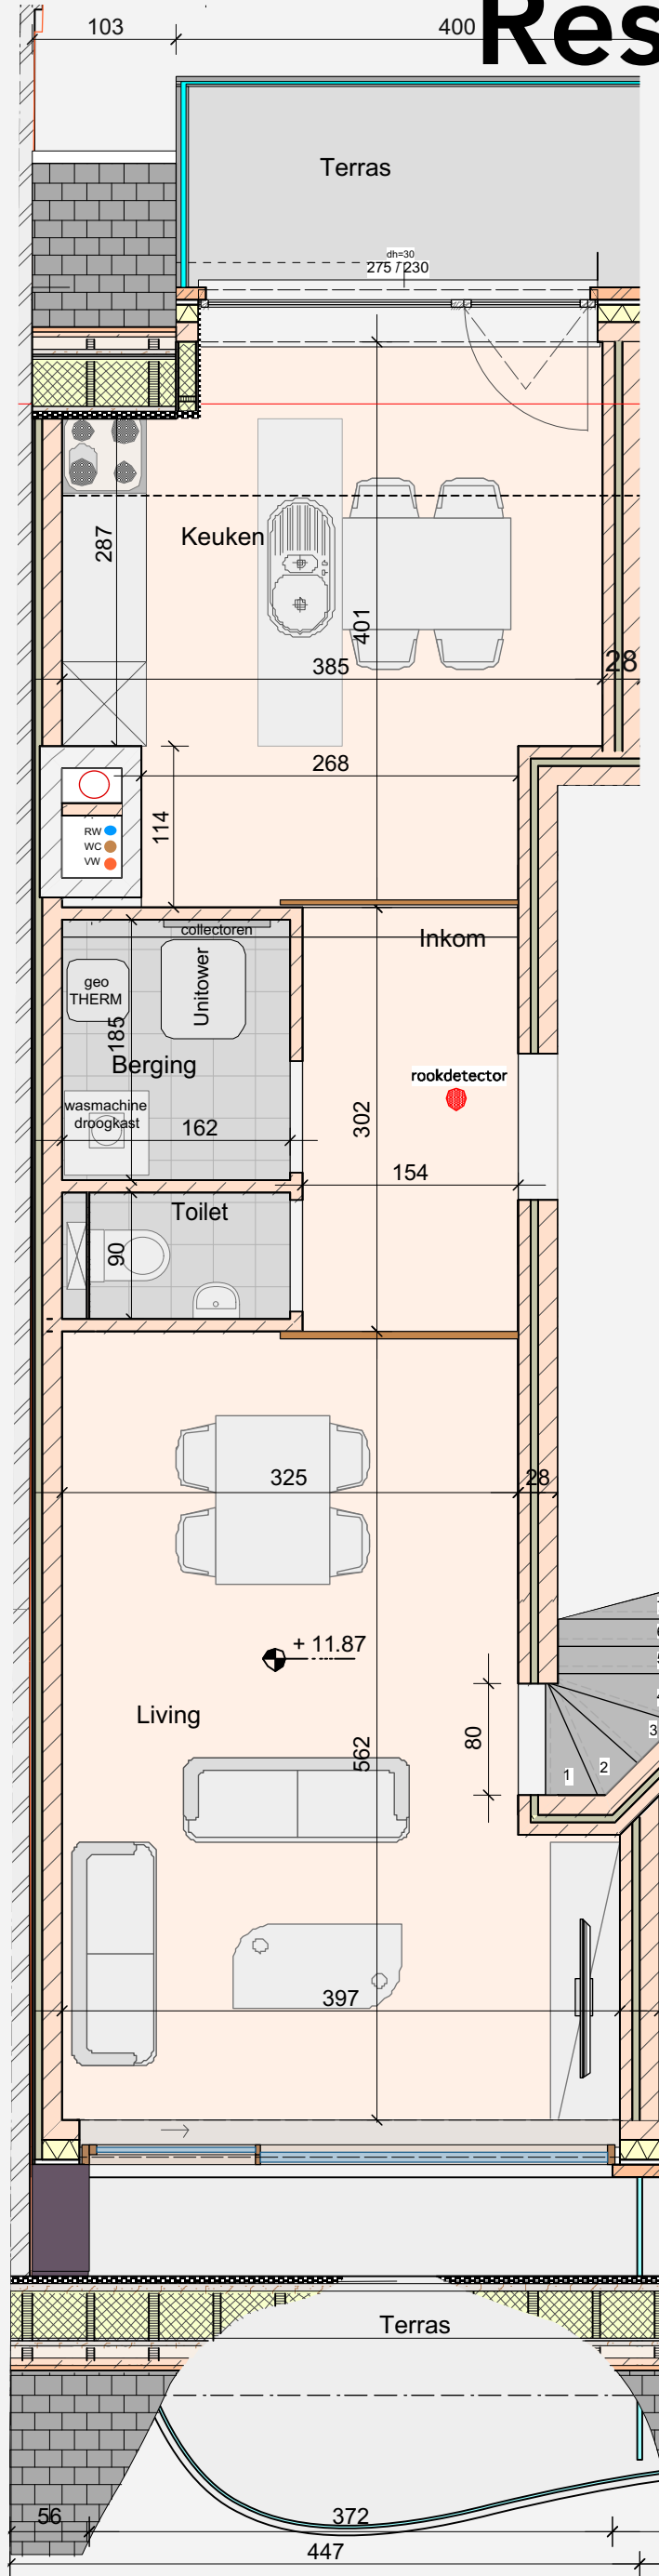 Res
103
400
Terras
dh=30
275 / 230
Keuken
287
401
385
28
268
114
RW
WC
VW
collectoren
Inkom
geo
THERM
Unitower
185
Berging
rookdetector
wasmachine
droogkast
162
302
154
Toilet
90
325
28
+ 11.87
Living
562
80
1
2
3
397
Terras
56
372
447